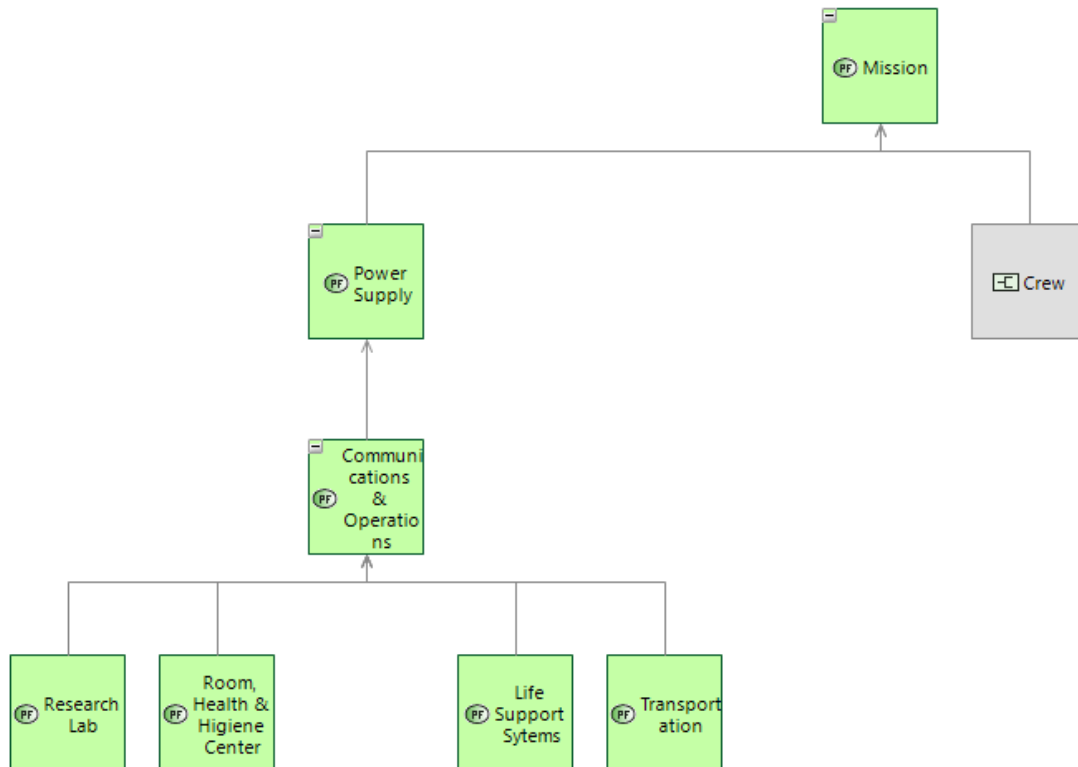 PF Mission
PF Power
Supply
Crew
PF Communi
cations
&
Operatio
ns
PF Research
Lab
PF Room,
Health &
Higiene
Center
PF Life
Support
Sytems
PF Transport
ation